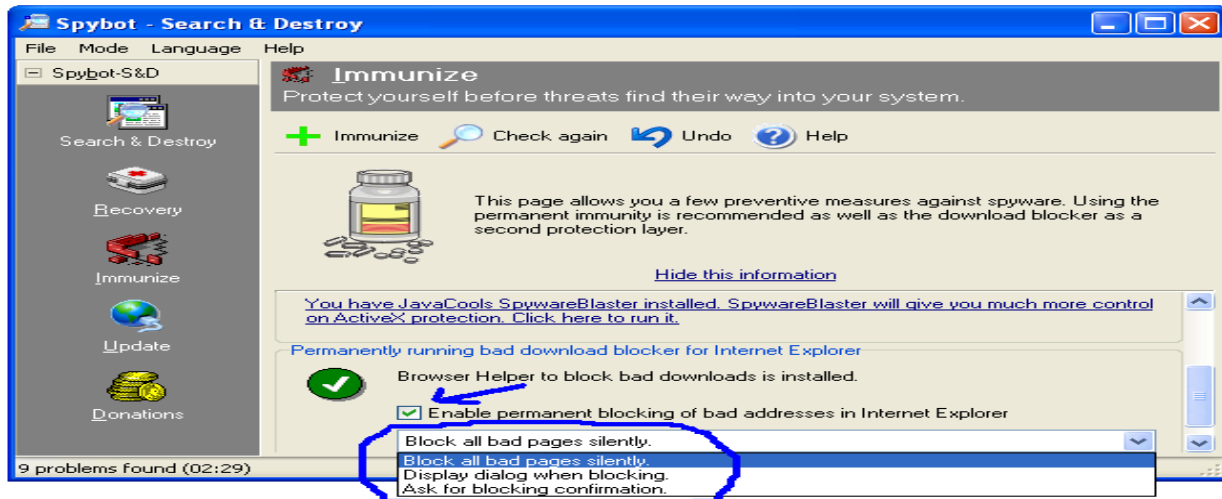 Spybot - Search & Destroy
File Mode Language Help
Spybot-S&D
Search & Destroy
Recovery
Immunize
Update
Donations
Immunize
Protect yourself before threats find their way into your system.
Immunize Check again Undo Help
This page allows you a few preventive measures against spyware. Using the
permanent immunity is recommended as well as the download blocker as a
second protection layer.
Hide this information
You have JavaCools SpywareBlaster installed. SpywareBlaster will give you much more control
on ActiveX protection. Click here to run it.
Permanently running bad download blocker for Internet Explorer
Browser Helper to block bad downloads is installed.
Enable permanent blocking of bad addresses in Internet Explorer
Block all bad pages silently.
Block all bad pages silently.
Display dialog when blocking.
Ask for blocking confirmation.
9 problems found (02:29)